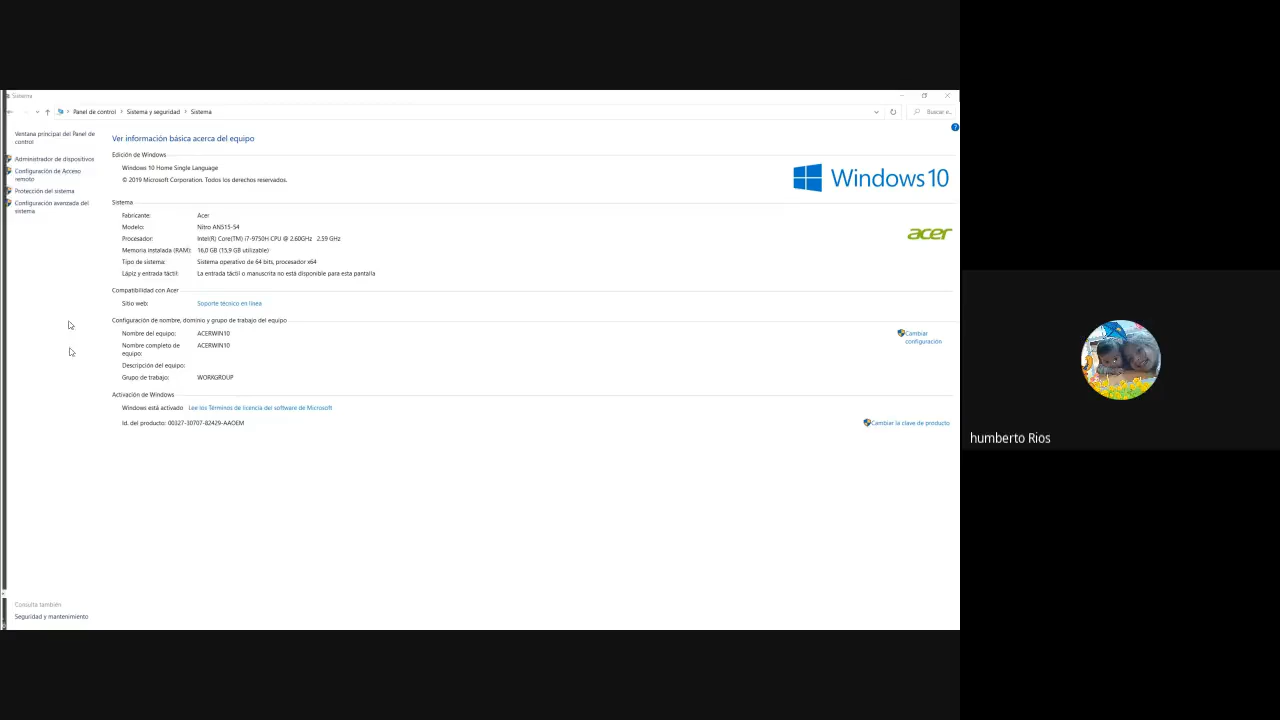 Sistema
Panel de control > Sistema y seguridad > Sistema
Buscar e...
Ventana principal del Panel de
control
Administrador de dispositivos
Configuración de Acceso
remoto
Protección del sistema
Configuración avanzada del
sistema
Ver información básica acerca del equipo
Edición de Windows
Windows 10 Home Single Language
© 2019 Microsoft Corporation. Todos los derechos reservados.
Windows 10
Sistema
Fabricante: Acer
Modelo: Nitro AN515-54
Procesador: Intel(R) Core(TM) i7-9750H CPU @ 2.60GHz 2.59 GHz
Memoria instalada (RAM): 16,0 GB (15,9 GB utilizable)
Tipo de sistema: Sistema operativo de 64 bits, procesador x64
Lápiz y entrada táctil: La entrada táctil o manuscrita no está disponible para esta pantalla
acer
Compatibilidad con Acer
Sitio web: Soporte técnico en línea
Configuración de nombre, dominio y grupo de trabajo del equipo
Nombre del equipo: ACERWIN10
Nombre completo de
equipo: ACERWIN10
Descripción del equipo:
Grupo de trabajo: WORKGROUP
Cambiar
configuración
Activación de Windows
Windows está activado Lee los Términos de licencia del software de Microsoft
Id. del producto: 00327-30707-82429-AAOEM
Cambiar la clave de producto
Consulta también
Seguridad y mantenimiento
humberto Rios